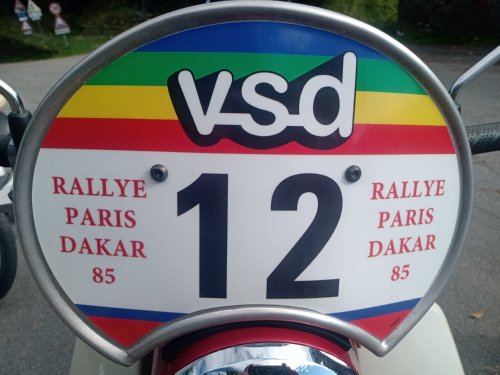 vsd
RALLYE
PARIS
DAKAR
85
12
RALLYE
PARIS
DAKAR
85